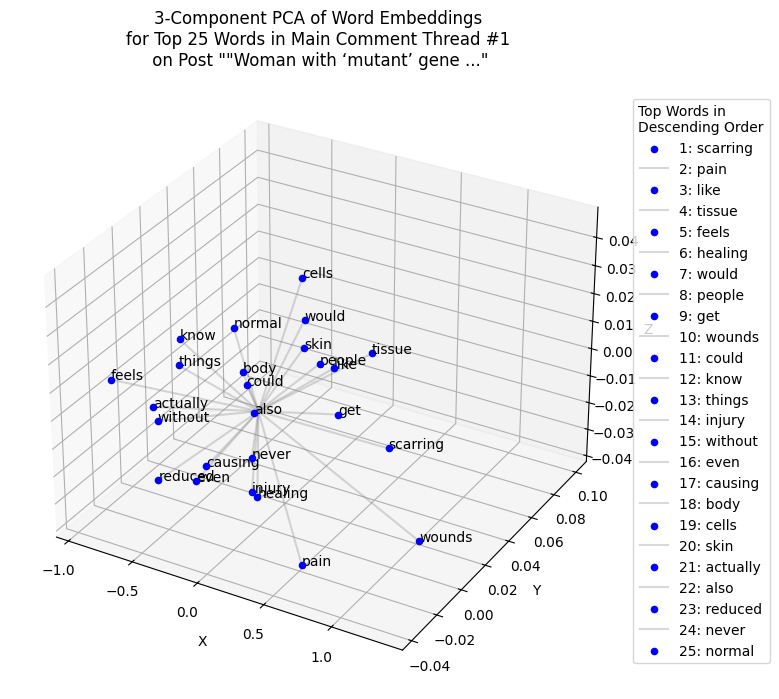 3-Component PCA of Word Embeddings
for Top 25 Words in Main Comment Thread #1
on Post ""Woman with ‘mutant’ gene ..."
Top Words in
Descending Order
1: scarring
2: pain
3: like
4: tissue
5: feels
6: healing
7: would
8: people
9: get
10: wounds
11: could
12: know
13: things
14: injury
15: without
16: even
17: causing
18: body
19: cells
20: skin
21: actually
22: also
23: reduced
24: never
25: normal
cells
would
normal
know
skin
tissue
people
like
things
body
feels
could
actually
also
get
without
scarring
never
causing
reduced
even
injury
healing
wounds
pain
0.04
0.03
0.02
0.01
Z
0.00
−0.01
−0.02
−0.03
−0.04
0.10
0.08
0.06
0.04
0.02
Y
0.00
−0.02
−0.04
−1.0
−0.5
0.0
0.5
1.0
X